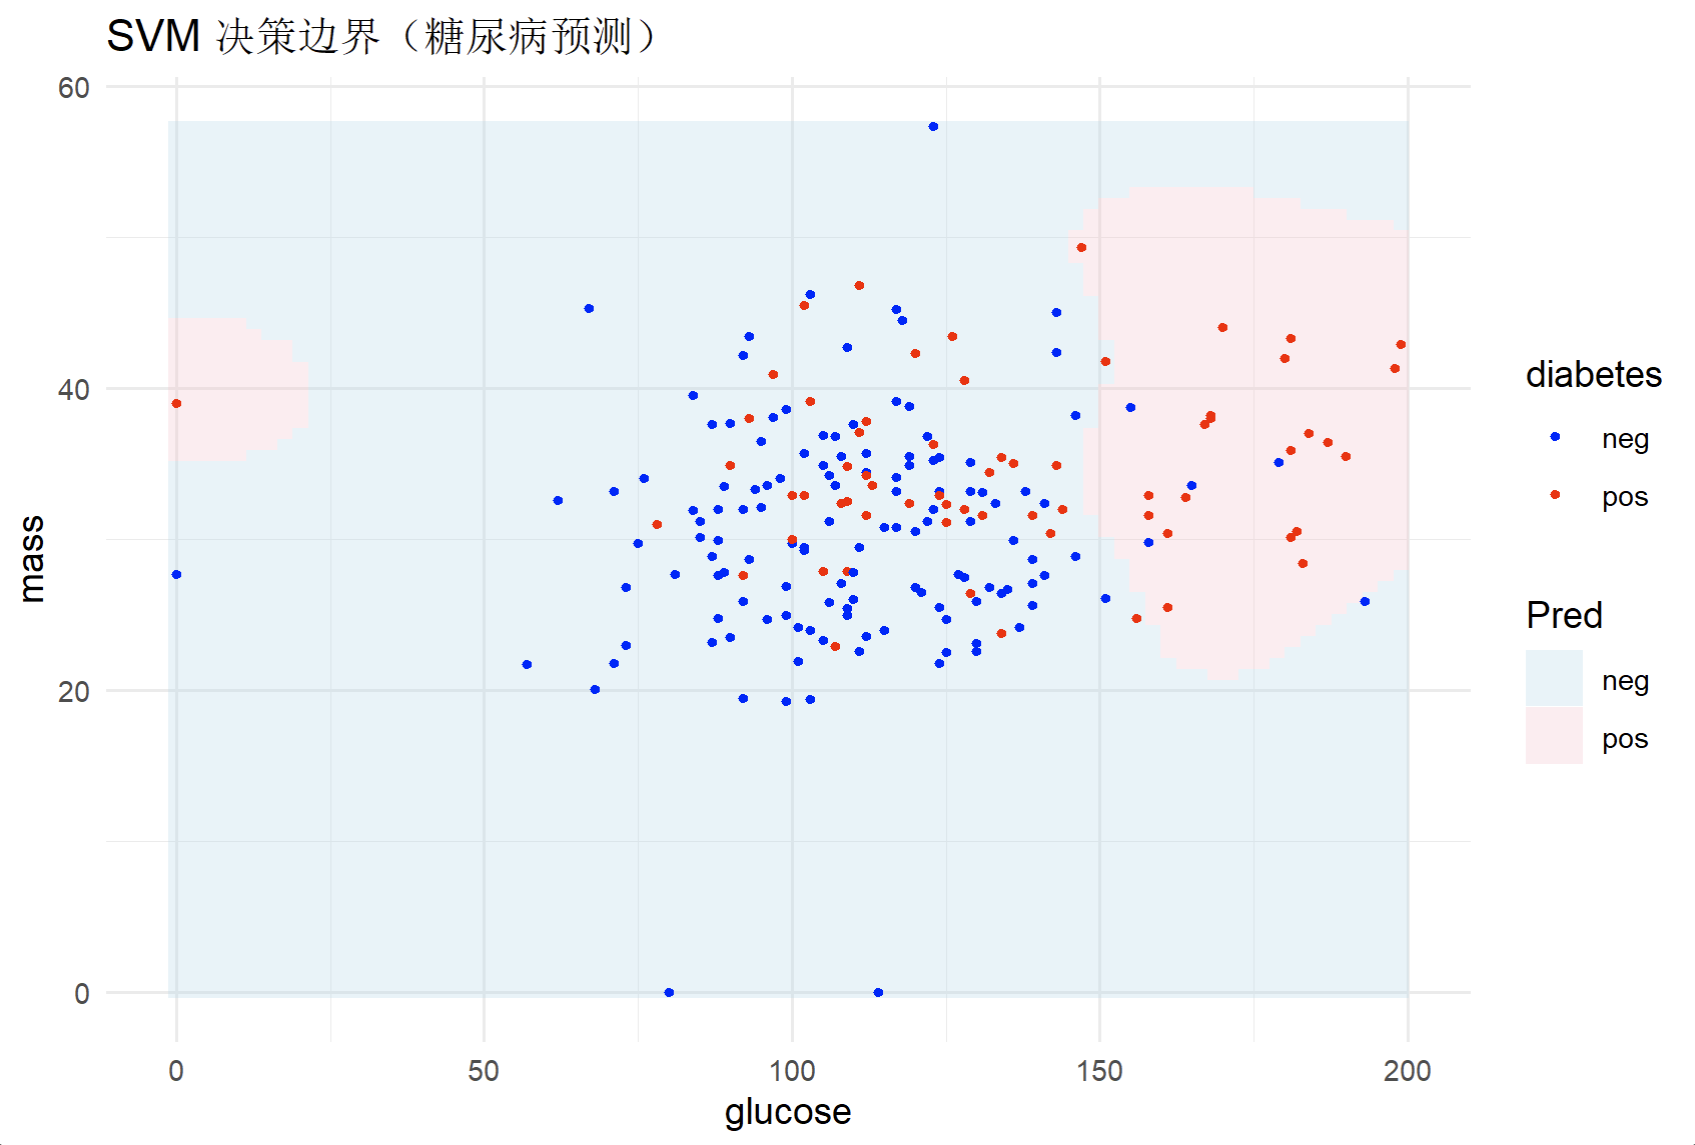 SVM 决策边界（糖尿病预测）
60
40
20
0
mass
0
50
100
150
200
glucose
diabetes
neg
pos
Pred
neg
pos